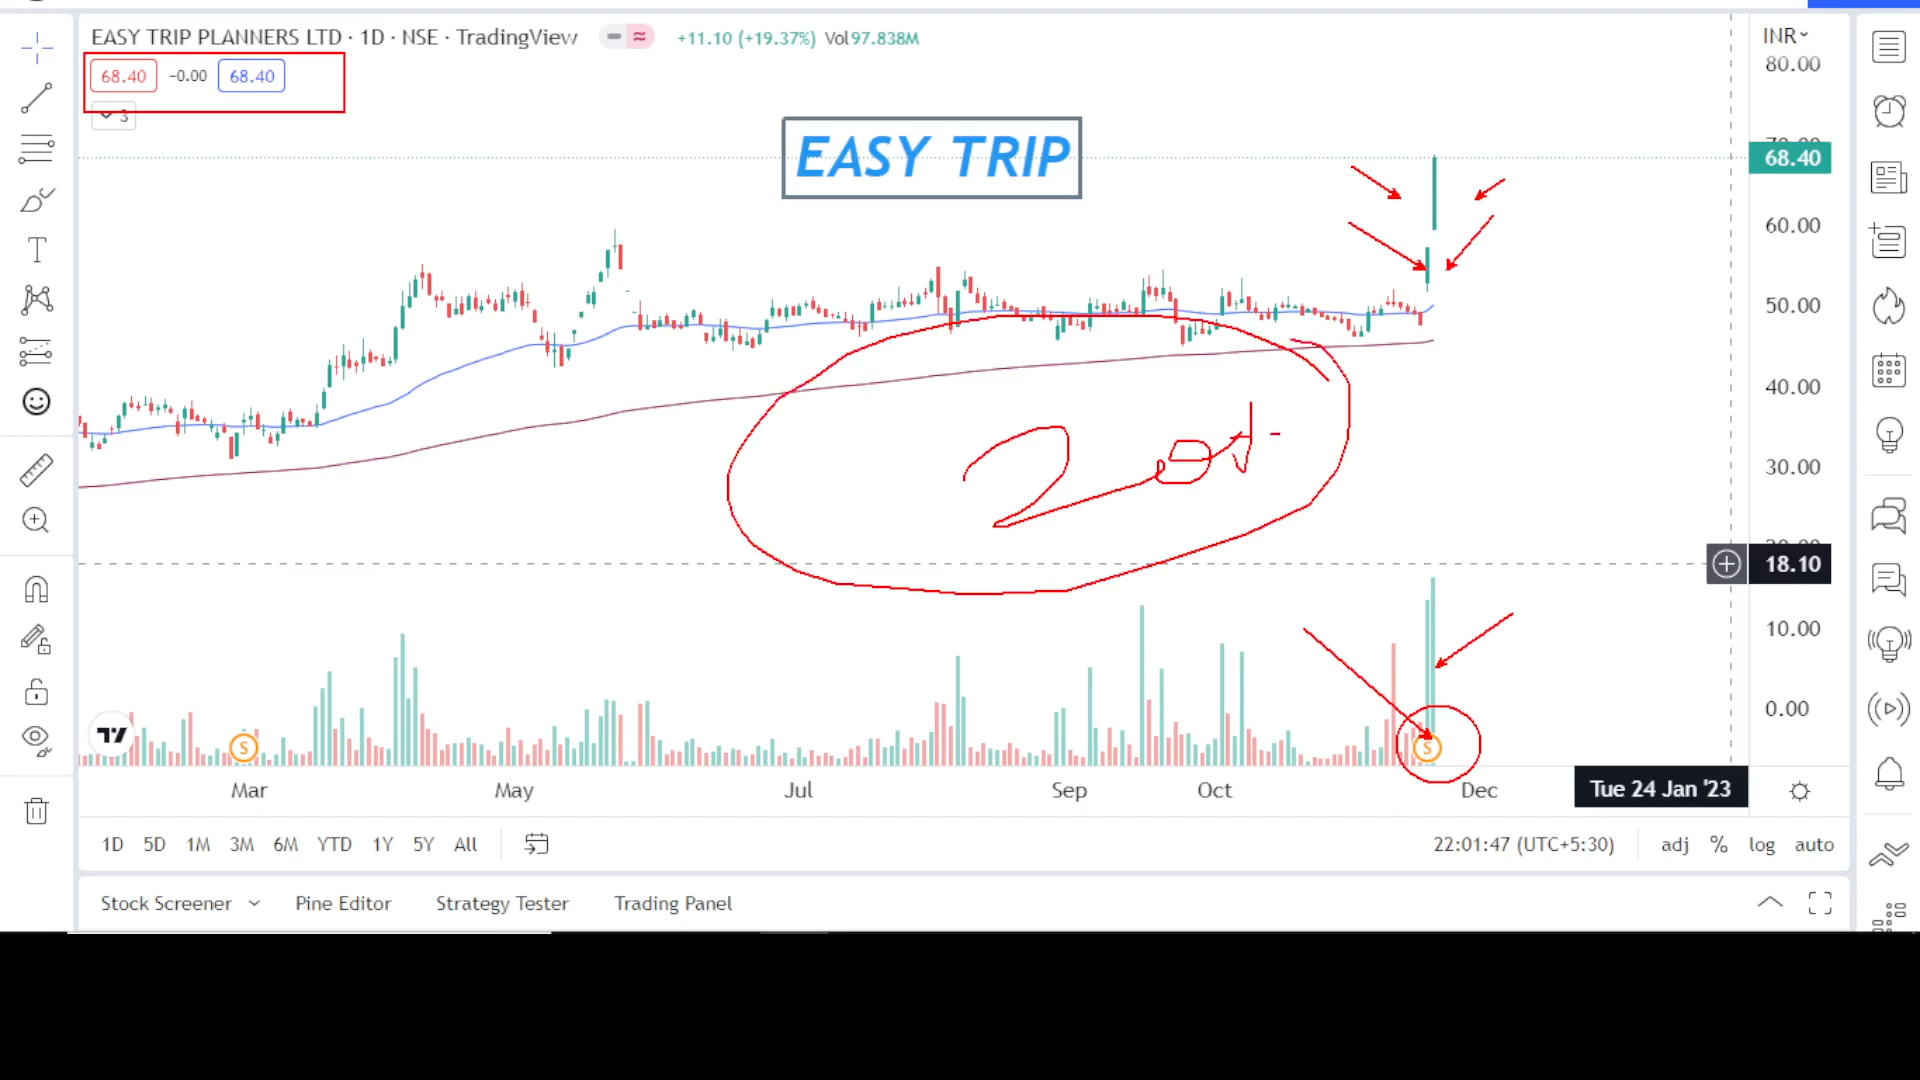 EASY TRIP PLANNERS LTD · 1D · NSE · TradingView
+11.10 (+19.37%) Vol97.838M
68.40 −0.00 68.40
3
EASY TRIP
INR
80.00
68.40
60.00
50.00
40.00
30.00
18.10
10.00
0.00
S
S
Mar May Jul Sep Oct Dec
Tue 24 Jan '23
1D 5D 1M 3M 6M YTD 1Y 5Y All
22:01:47 (UTC+5:30) adj % log auto
Stock Screener Pine Editor Strategy Tester Trading Panel